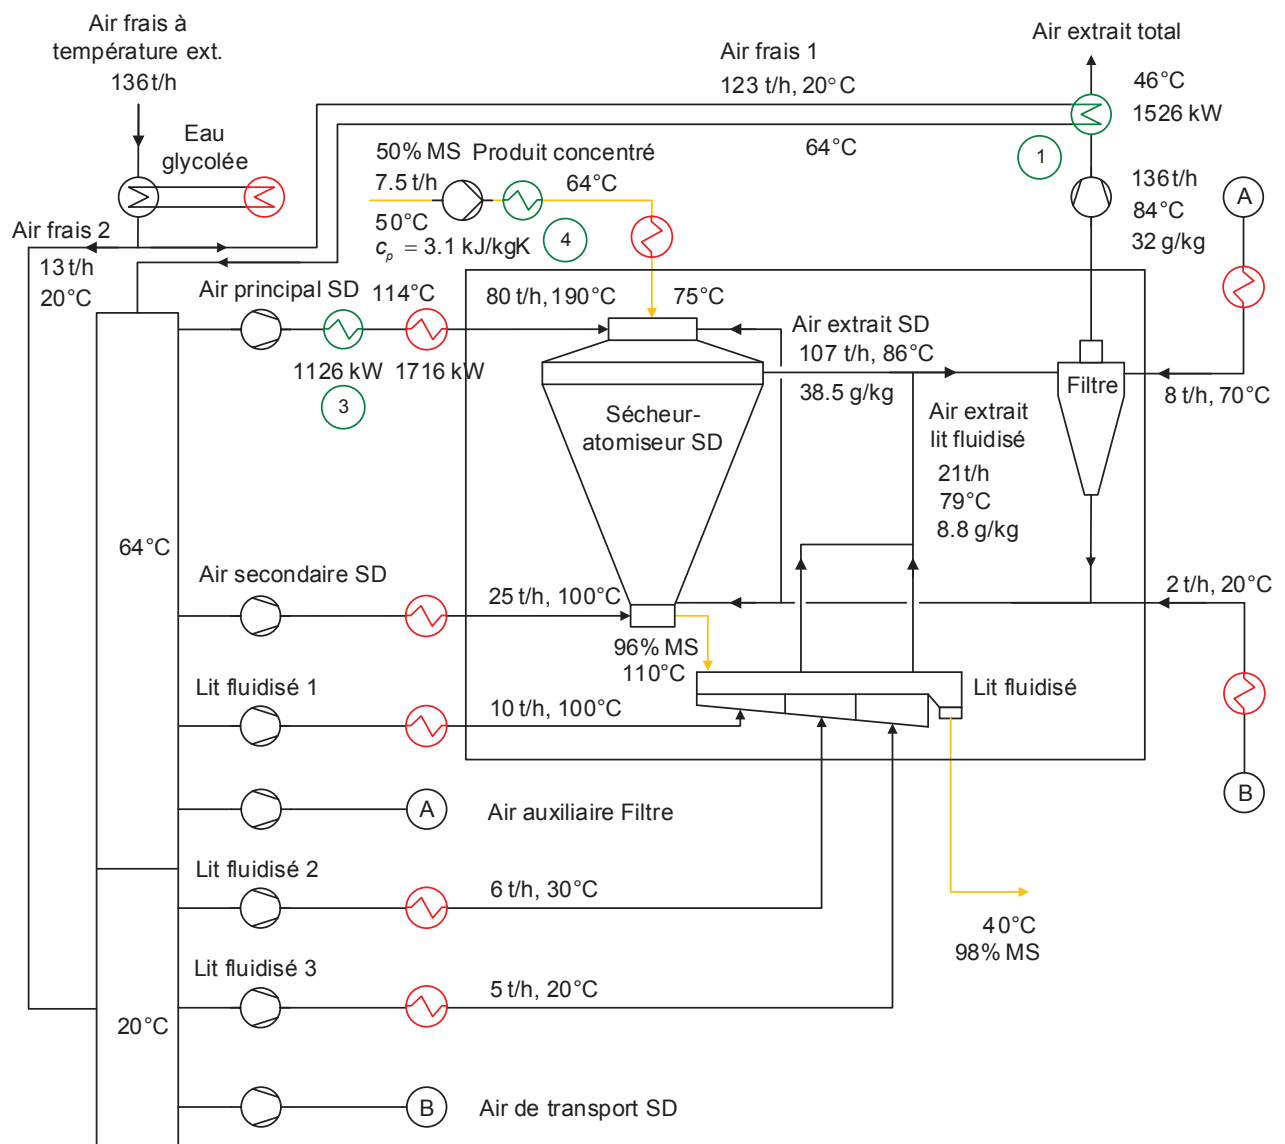 Air frais à
température ext.
136 t/h
Air frais 1
123 t/h, 20°C
Air extrait total
46°C
1526 kW
Eau
glycolée
50% MS
Produit concentré
7.5 t/h
64°C
64°C
1
50°C
cp = 3.1 kJ/kgK
4
136 t/h
84°C
32 g/kg
A
Air frais 2
13 t/h
20°C
Air principal SD
114°C
80 t/h, 190°C
75°C
Air extrait SD
107 t/h, 86°C
38.5 g/kg
1126 kW
1716 kW
3
Filtre
8 t/h, 70°C
Sécheur-
atomiseur SD
Air extrait
lit fluidisé
21 t/h
79°C
8.8 g/kg
64°C
Air secondaire SD
25 t/h, 100°C
2 t/h, 20°C
96% MS
110°C
Lit fluidisé
Lit fluidisé 1
10 t/h, 100°C
B
A
Air auxiliaire Filtre
Lit fluidisé 2
6 t/h, 30°C
40°C
98% MS
Lit fluidisé 3
5 t/h, 20°C
20°C
B
Air de transport SD